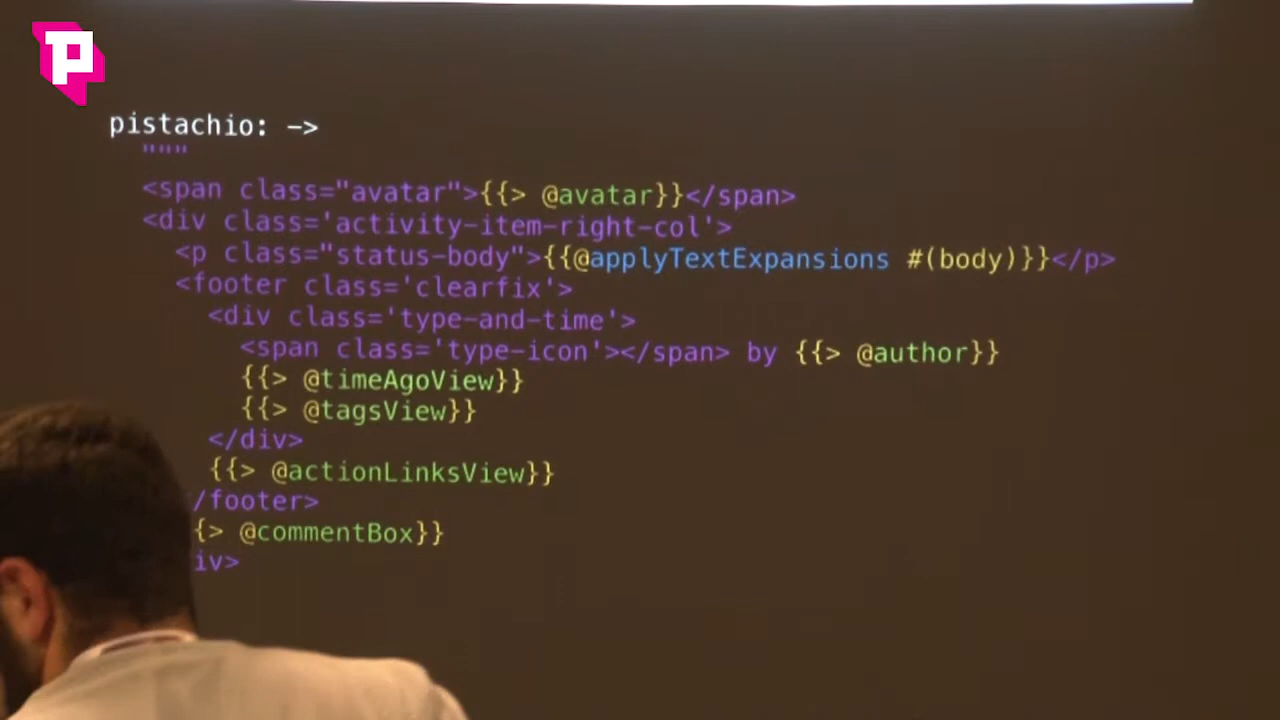 P
pistachio: ->
"""
<span class="avatar">{{> @avatar}}</span>
<div class='activity-item-right-col'>
<p class="status-body">{{@applyTextExpansions #(body)}}</p>
<footer class='clearfix'>
<div class='type-and-time'>
<span class='type-icon'></span> by {{> @author}}
{{> @timeAgoView}}
{{> @tagsView}}
</div>
{{> @actionLinksView}}
/footer>
{> @commentBox}}
iv>